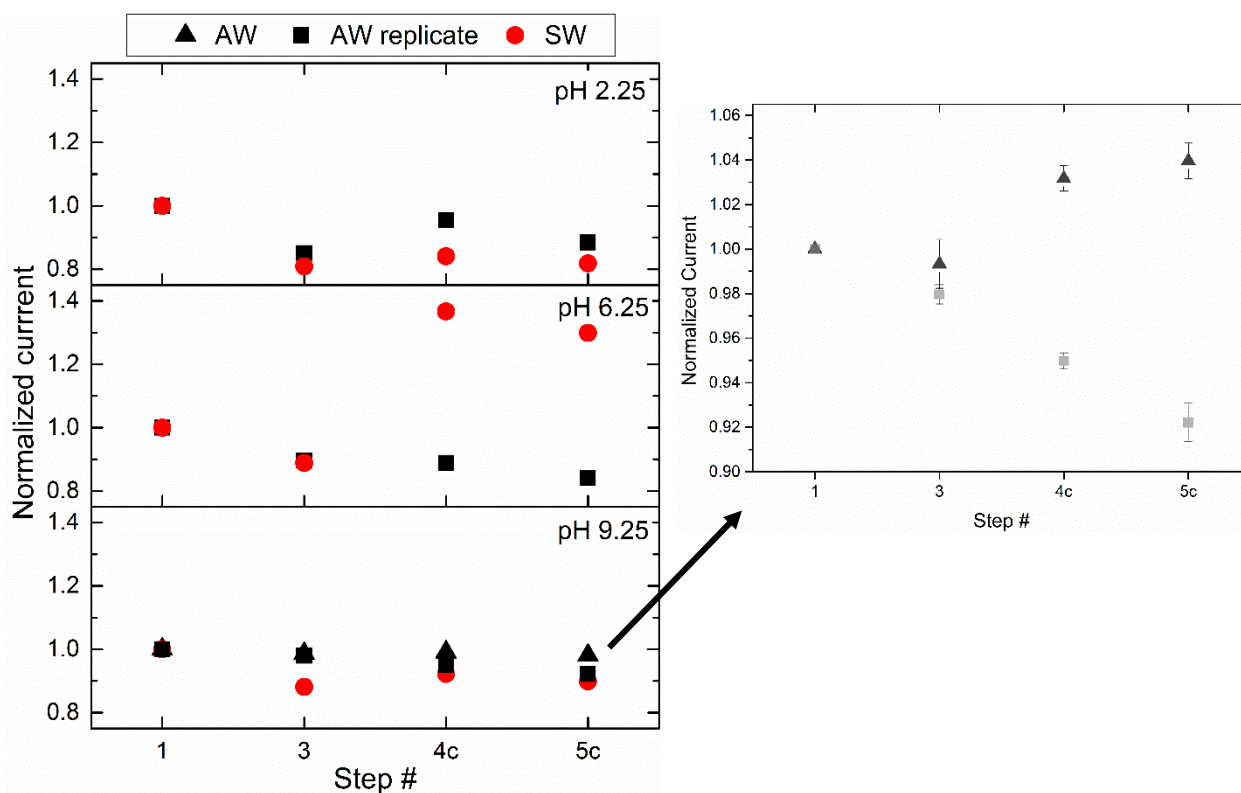 AW AW replicate SW
Normalized currrent
1.4
1.2
1.0
0.8
pH 2.25
1.4
1.2
1.0
0.8
pH 6.25
1.4
1.2
1.0
0.8
pH 9.25
1 3 4c 5c
Step #
Normalized Current
1.06
1.04
1.02
1.00
0.98
0.96
0.94
0.92
0.90
1 3 4c 5c
Step #